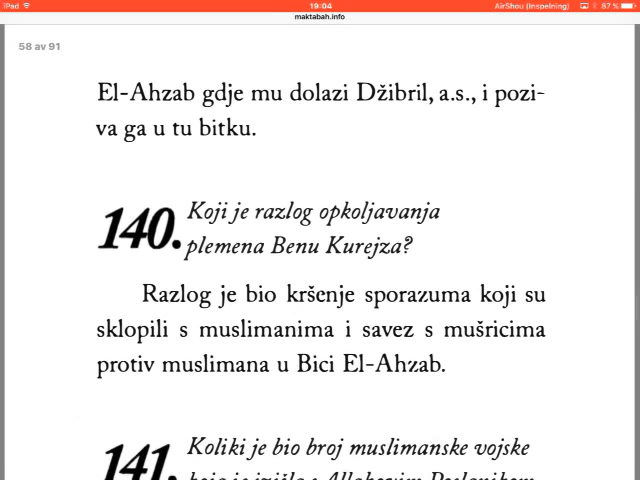 iPad
19:04
AirShou (Inspelning)
87 %
maktabah.info
58 av 91
El-Ahzab gdje mu dolazi Džibril, a.s., i pozi-
va ga u tu bitku.
140. Koji je razlog opkoljavanja
plemena Benu Kurejza?
Razlog je bio kršenje sporazuma koji su
sklopili s muslimanima i savez s mušricima
protiv muslimana u Bici El-Ahzab.
141. Koliki je bio broj muslimanske vojske